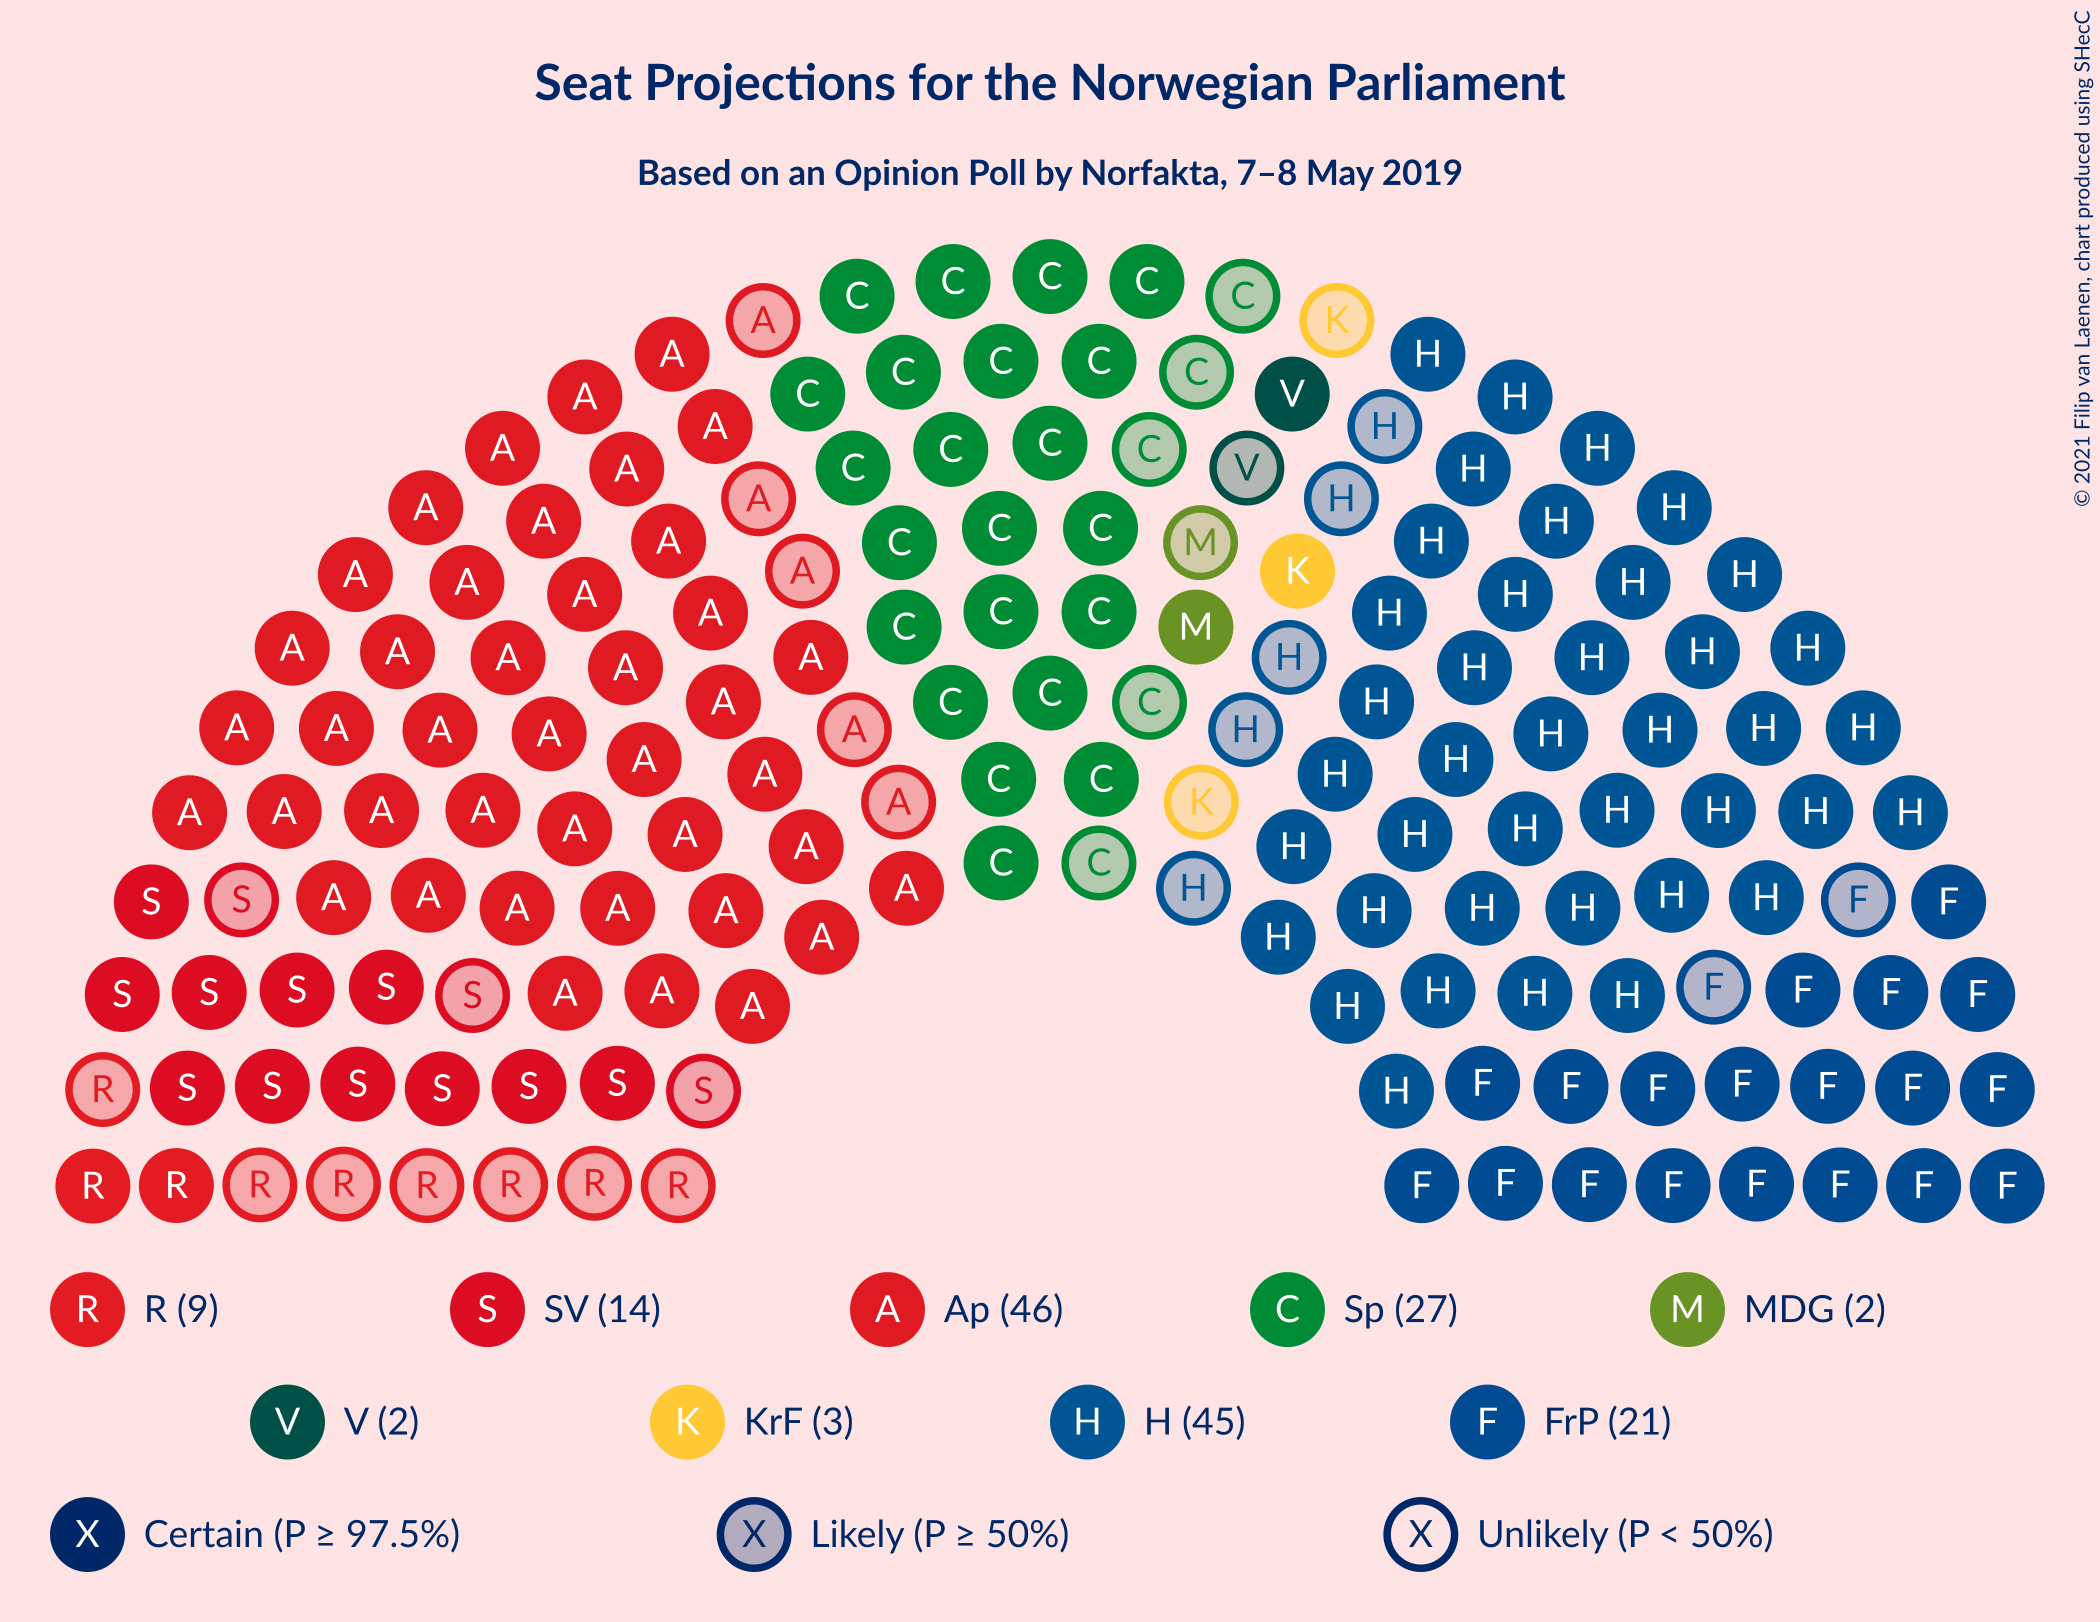 Seat Projections for the Norwegian Parliament
Based on an Opinion Poll by Norfakta, 7–8 May 2019
© 2021 Filip van Laenen, chart produced using SHecC
C C C C C
A K
A C C C C C H
A A C C C C V H H
A A A C C C M V H H H
A A A A C C C M K H H H
A A A A A C C C H H H H H
A A A A A A C C K H H H H H H
A A A A A A A C C H H H H H H H
S S A A A A A A H H H H H H F F
S S S S S A A A H H H H F F F F
R S S S S S S S H F F F F F F F
R R R R R R R R F F F F F F F F
R R (9) S SV (14) A Ap (46) C Sp (27) M MDG (2)
V V (2) K KrF (3) H H (45) F FrP (21)
X Certain (P ≥ 97.5%) X Likely (P ≥ 50%) X Unlikely (P < 50%)